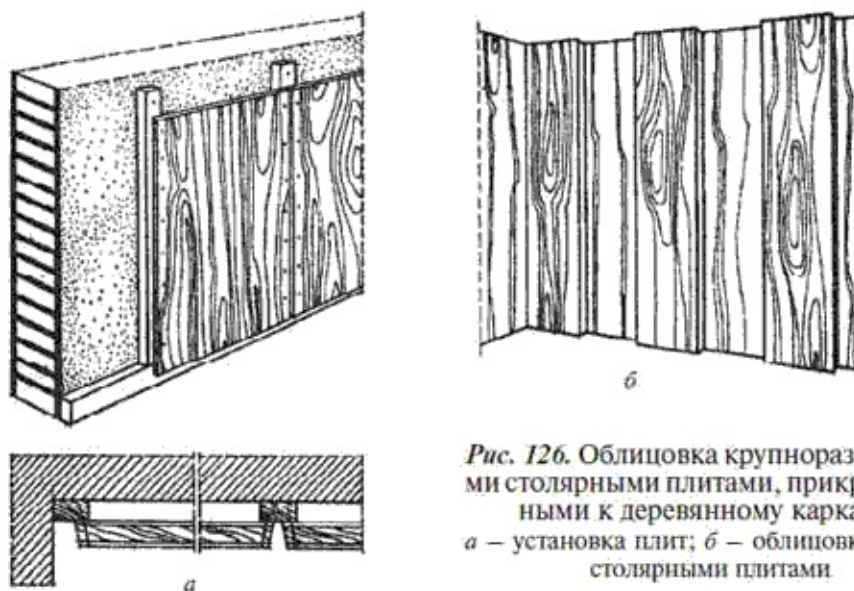 б
Рис. 126. Облицовка крупнораз
ми столярными плитами, прикр
ными к деревянному карка
а – установка плит; б – облицовк
столярными плитами
а